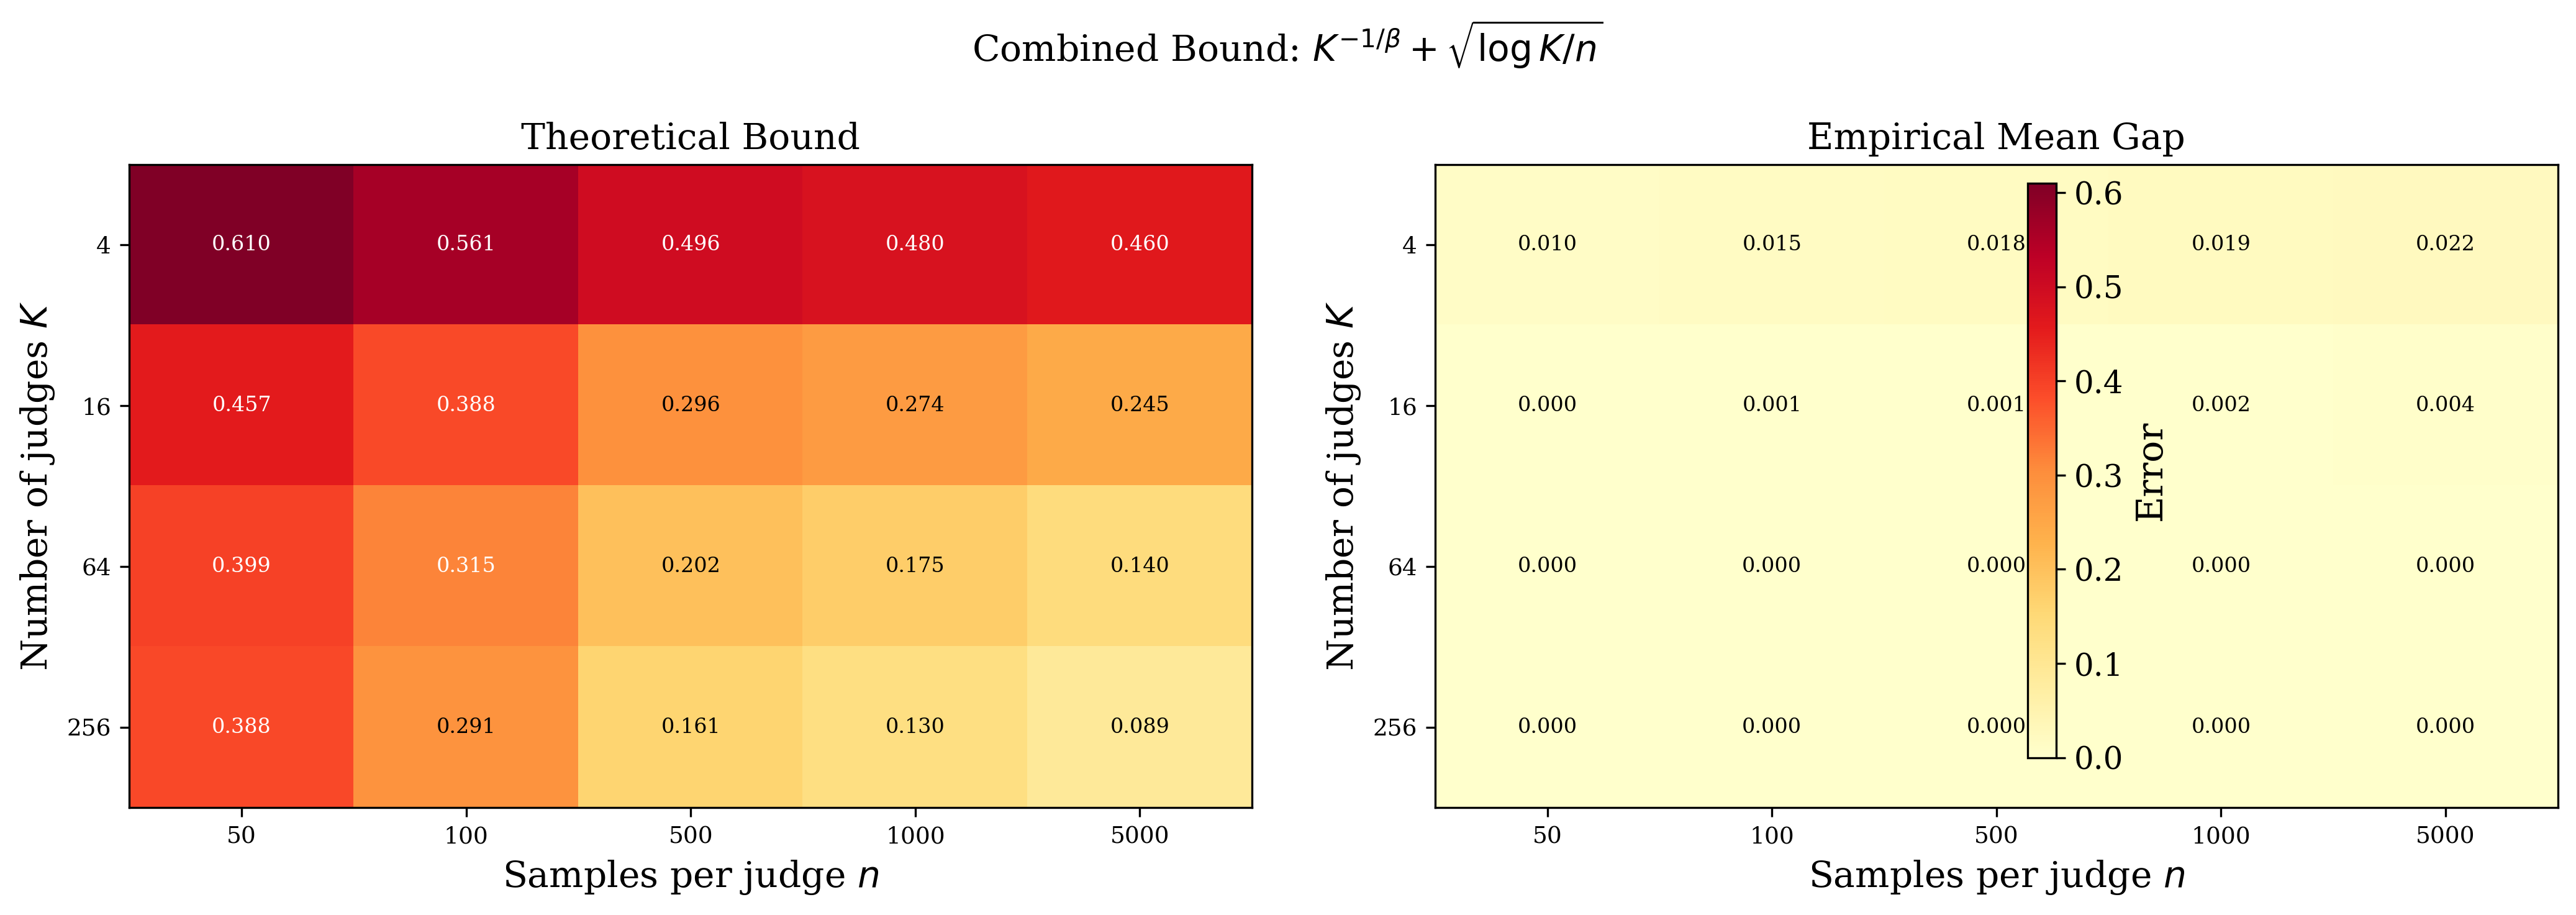 Combined Bound: $K^{-1/\beta} + \sqrt{\log K/n}$
Theoretical Bound
Number of judges K
4
0.610 0.561 0.496 0.480 0.460
16
0.457 0.388 0.296 0.274 0.245
64
0.399 0.315 0.202 0.175 0.140
256
0.388 0.291 0.161 0.130 0.089
50 100 500 1000 5000
Samples per judge n
Empirical Mean Gap
Number of judges K
4
0.010 0.015 0.018 0.019 0.022
16
0.000 0.001 0.001 0.002 0.004
64
0.000 0.000 0.000 0.000 0.000
256
0.000 0.000 0.000 0.000 0.000
50 100 500 1000 5000
Samples per judge n
0.6
0.5
0.4
0.3
0.2
0.1
0.0
Error